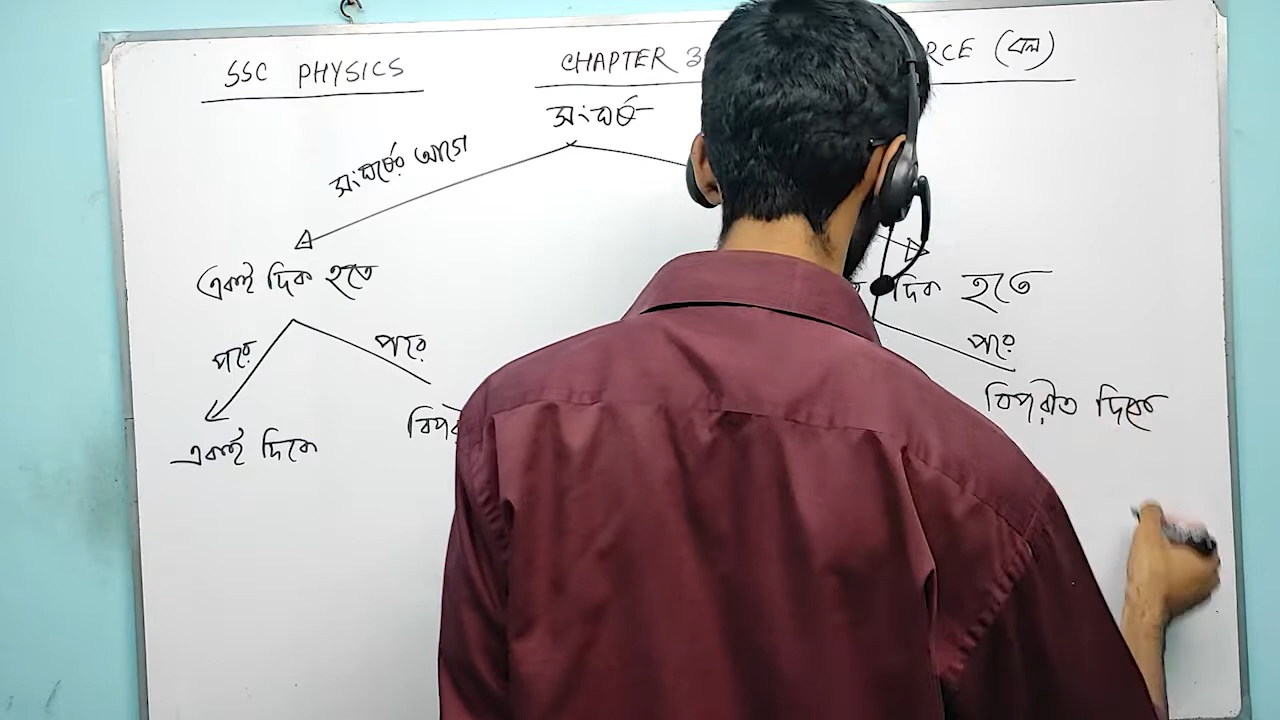 SSC PHYSICS
CHAPTER 3
RCE (বল)
সংঘর্ষ
সংঘর্ষের আগে
একই দিক হতে
দিক হতে
পরে
পরে
পরে
একই দিকে
বিপরীত দিকে